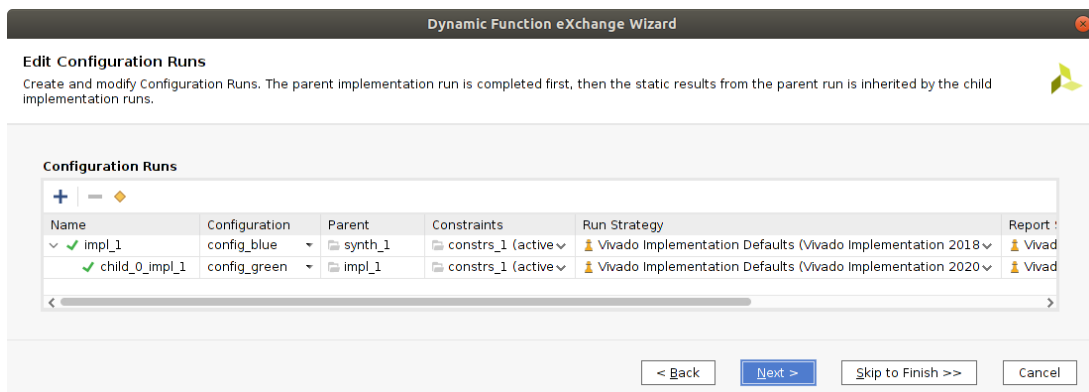 Dynamic Function eXchange Wizard
Edit Configuration Runs
Create and modify Configuration Runs. The parent implementation run is completed first, then the static results from the parent run is inherited by the child
implementation runs.
Configuration Runs
Name Configuration Parent Constraints Run Strategy Report
impl_1 config_blue synth_1 constrs_1 (active Vivado Implementation Defaults (Vivado Implementation 2018 Vivad
child_0_impl_1 config_green impl_1 constrs_1 (active Vivado Implementation Defaults (Vivado Implementation 2020 Vivad
< Back Next > Skip to Finish >> Cancel